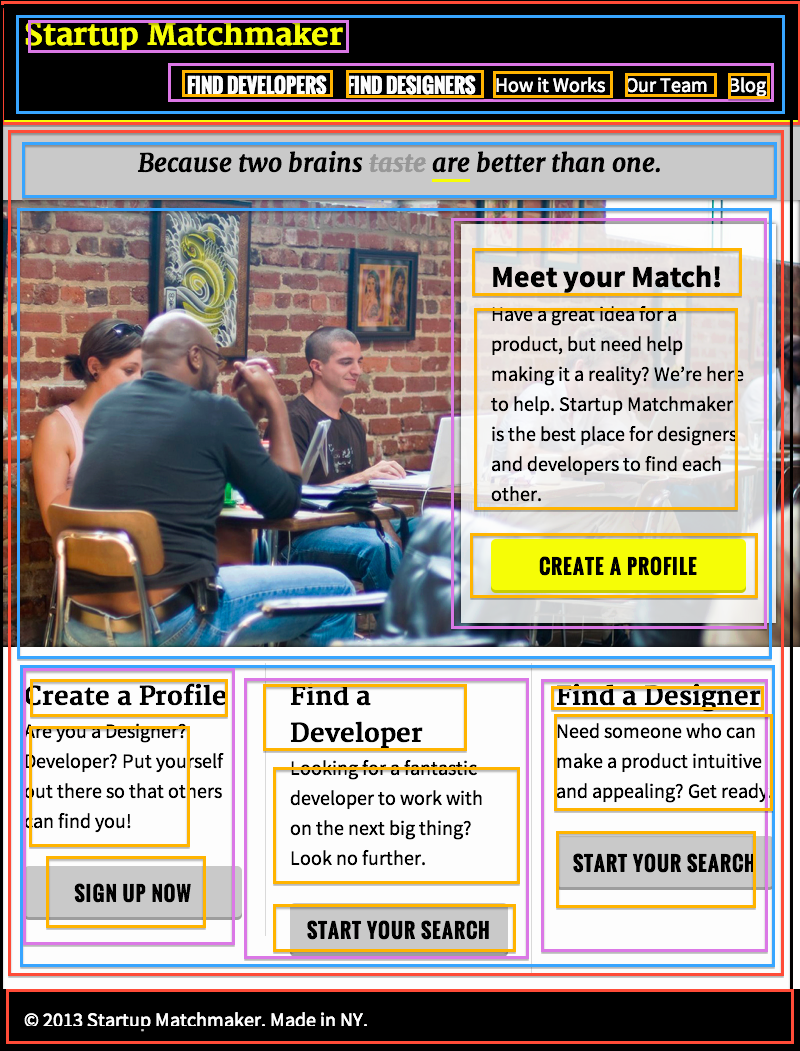 Startup Matchmaker
FIND DEVELOPERS FIND DESIGNERS How it Works Our Team Blog
Because two brains taste are better than one.
Meet your Match!
Have a great idea for a
product, but need help
making it a reality? We’re here
to help. Startup Matchmaker
is the best place for designers
and developers to find each
other.
CREATE A PROFILE
Create a Profile
Are you a Designer?
Developer? Put yourself
out there so that others
can find you!
SIGN UP NOW
Find a
Developer
Looking for a fantastic
developer to work with
on the next big thing?
Look no further.
START YOUR SEARCH
Find a Designer
Need someone who can
make a product intuitive
and appealing? Get ready.
START YOUR SEARCH
© 2013 Startup Matchmaker. Made in NY.